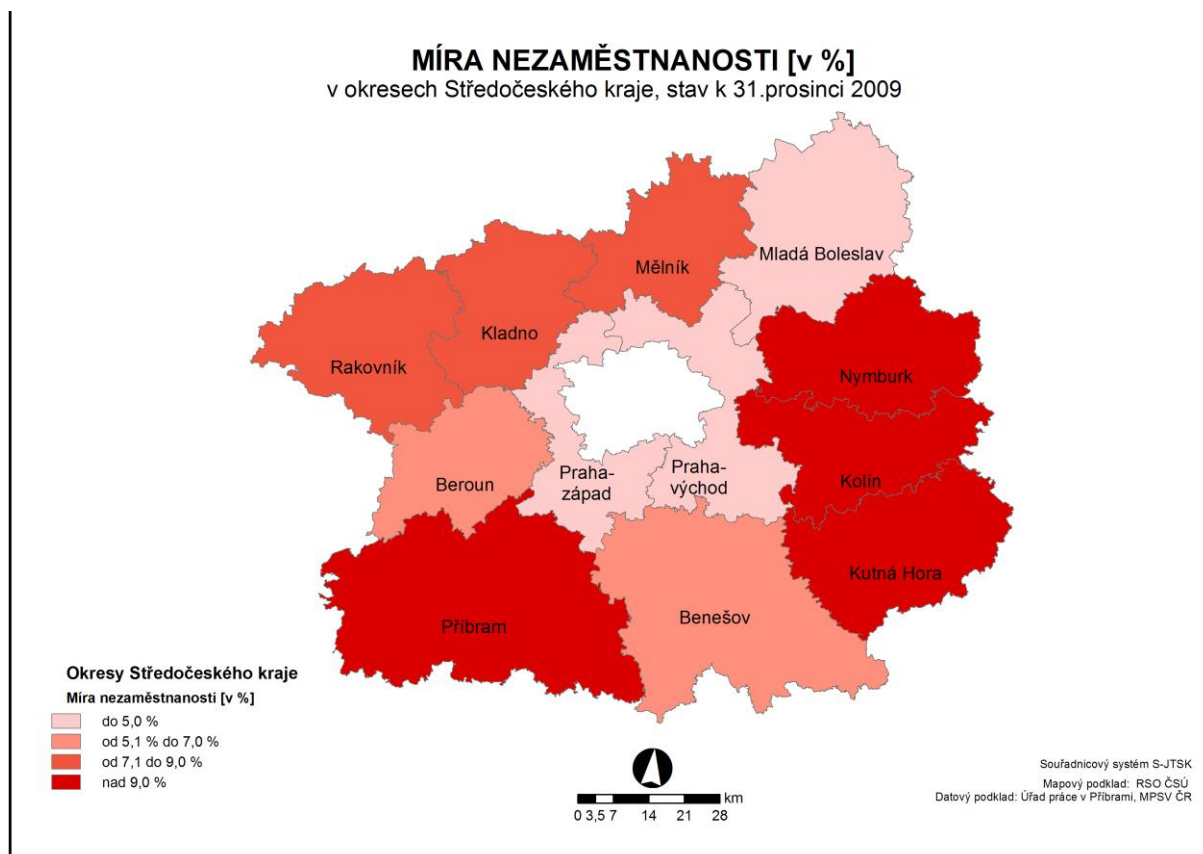 MÍRA NEZAMĚSTNANOSTI [v %]
v okresech Středočeského kraje, stav k 31.prosinci 2009
Mladá Boleslav
Mělník
Kladno
Rakovník
Nymburk
Praha-
západ
Praha-
východ
Kolín
Beroun
Kutná Hora
Příbram
Benešov
Okresy Středočeského kraje
Míra nezaměstnanosti [v %]
do 5,0 %
od 5,1 % do 7,0 %
od 7,1 do 9,0 %
nad 9,0 %
km
0 3,5 7 14 21 28
Souřadnicový systém S-JTSK
Mapový podklad: RSO ČSÚ
Datový podklad: Úřad práce v Příbrami, MPSV ČR